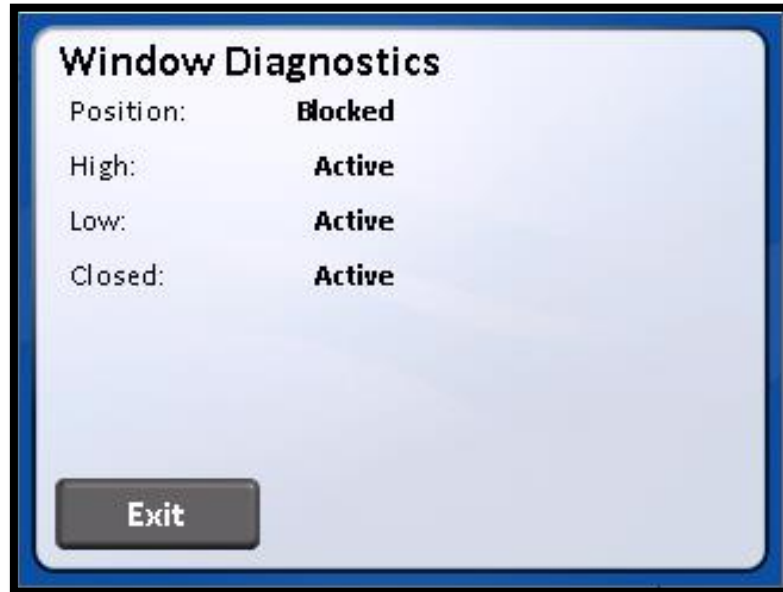 Window Diagnostics
Position: Blocked
High: Active
Low: Active
Closed: Active
Exit